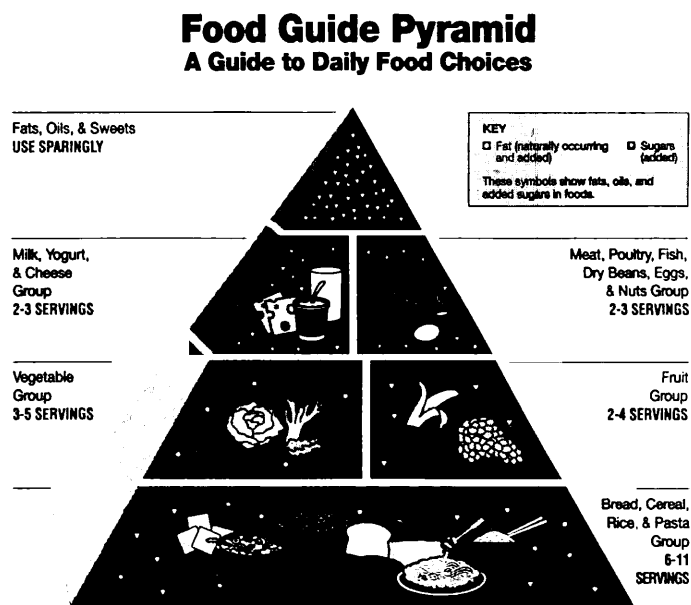 Food Guide Pyramid
A Guide to Daily Food Choices
Fats, Oils, & Sweets
USE SPARINGLY
KEY
Fat (naturally occurring
and added)
Sugars
(added)
These symbols show fats, oils, and
added sugars in foods.
Milk, Yogurt,
& Cheese
Group
2-3 SERVINGS
Meat, Poultry, Fish,
Dry Beans, Eggs,
& Nuts Group
2-3 SERVINGS
Vegetable
Group
3-5 SERVINGS
Fruit
Group
2-4 SERVINGS
Bread, Cereal,
Rice, & Pasta
Group
6-11
SERVINGS